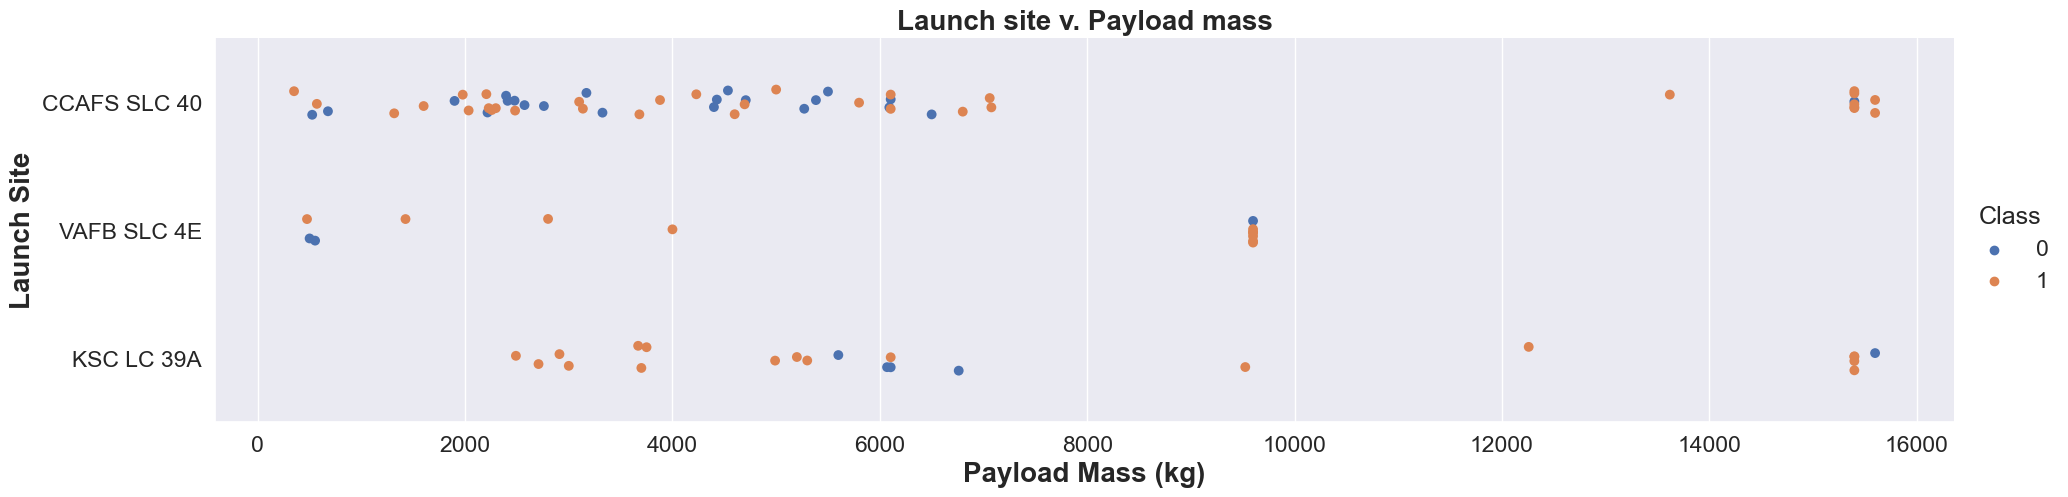 Launch site v. Payload mass
Launch Site
CCAFS SLC 40
VAFB SLC 4E
KSC LC 39A
0 2000 4000 6000 8000 10000 12000 14000 16000
Payload Mass (kg)
Class
0
1